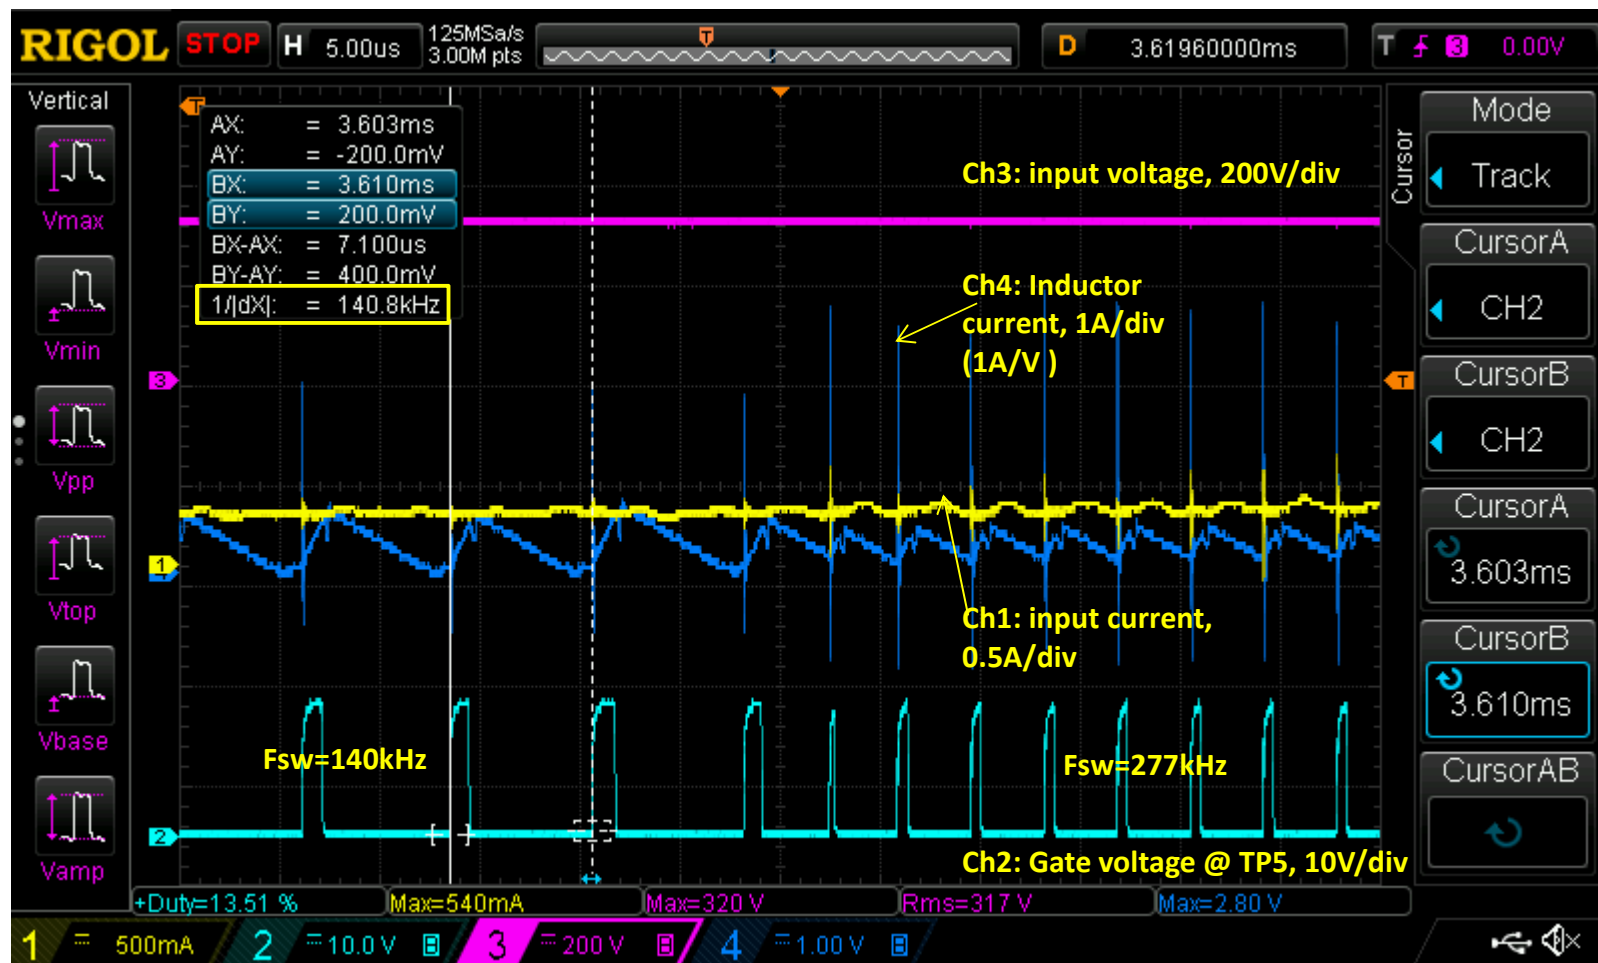 RIGOL STOP H 5.00us 125MSa/s 3.00M pts T D 3.61960000ms T 3 0.00V
Vertical
Vmax
Vmin
Vpp
Vtop
Vbase
Vamp
T
AX: = 3.603ms
AY: = -200.0mV
BX: = 3.610ms
BY: = 200.0mV
BX-AX: = 7.100us
BY-AY: = 400.0mV
1/|dX|: = 140.8kHz
Ch3: input voltage, 200V/div
Ch4: Inductor
current, 1A/div
(1A/V )
3
T
1
Ch1: input current,
0.5A/div
Fsw=140kHz
Fsw=277kHz
2
Ch2: Gate voltage @ TP5, 10V/div
Cursor
Mode
Track
CursorA
CH2
CursorB
CH2
CursorA
3.603ms
CursorB
3.610ms
CursorAB
+Duty=13.51 % Max=540mA Max=320 V Rms=317 V Max=2.80 V
1 500mA 2 10.0 V B 3 200 V B 4 1.00 V B